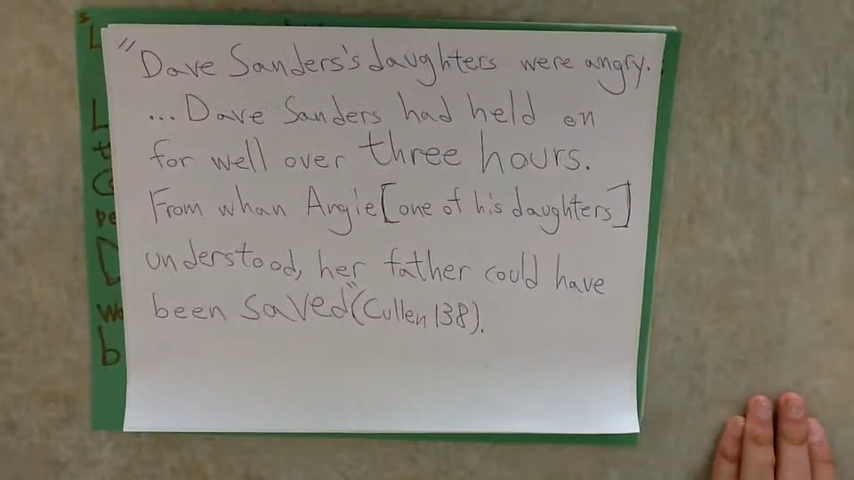 "Dave Sanders's daughters were angry.
...Dave Sanders had held on
for well over three hours.
From whan Angie [one of his daughters]
understood, her father could have
been saved" (Cullen 138).